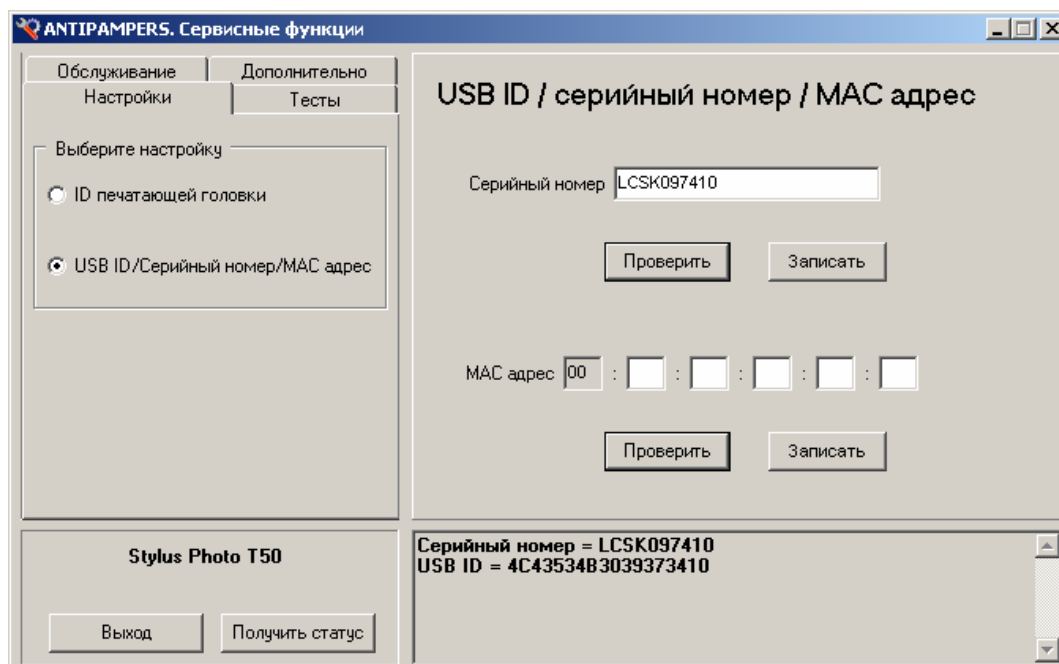 ANTIPAMPERS. Сервисные функции
Обслуживание Дополнительно
Настройки Тесты
Выберите настройку
ID печатающей головки
USB ID/Серийный номер/MAC адрес
USB ID / серийный номер / MAC адрес
Серийный номер LCSK097410
Проверить Записать
MAC адрес 00 : : : : :
Проверить Записать
Stylus Photo T50
Выход Получить статус
Серийный номер = LCSK097410
USB ID = 4C43534B3039373410